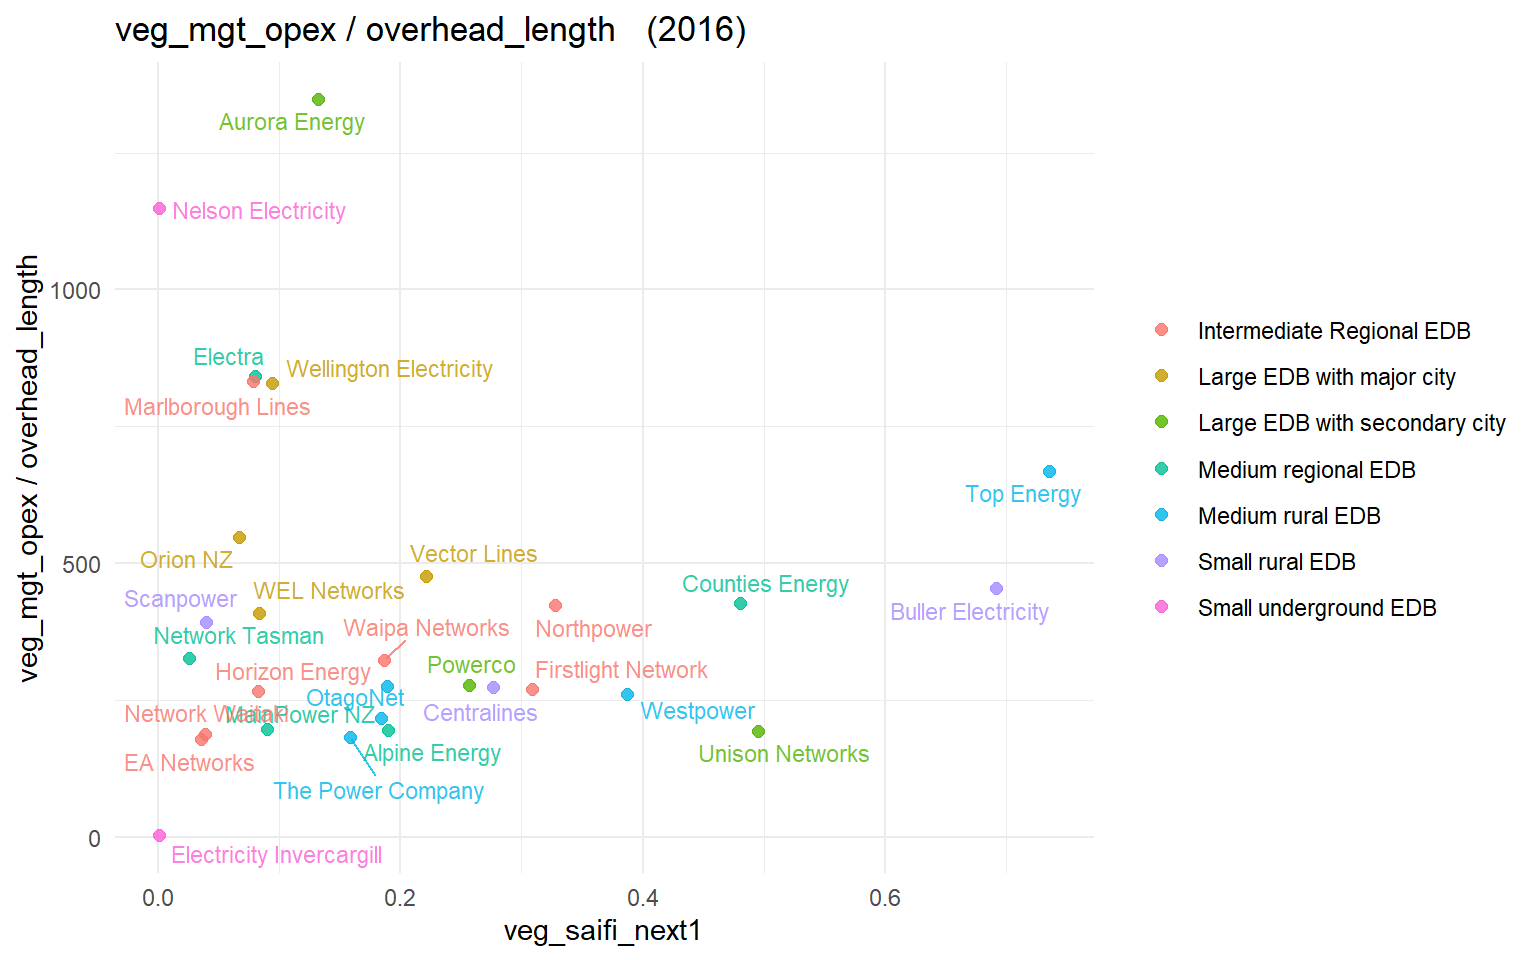 veg_mgt_opex / overhead_length (2016)
veg_mgt_opex / overhead_length
1000
500
0
Aurora Energy
Nelson Electricity
Electra
Wellington Electricity
Marlborough Lines
Top Energy
Orion NZ
Vector Lines
WEL Networks
Counties Energy
Scanpower
Buller Electricity
Network Tasman
Waipa Networks
Northpower
Horizon Energy
Powerco
Firstlight Network
OtagoNet
Network Waitaki
MainPower NZ
Centralines
Westpower
EA Networks
Alpine Energy
Unison Networks
The Power Company
Electricity Invercargill
0.0
0.2
0.4
0.6
veg_saifi_next1
Intermediate Regional EDB
Large EDB with major city
Large EDB with secondary city
Medium regional EDB
Medium rural EDB
Small rural EDB
Small underground EDB